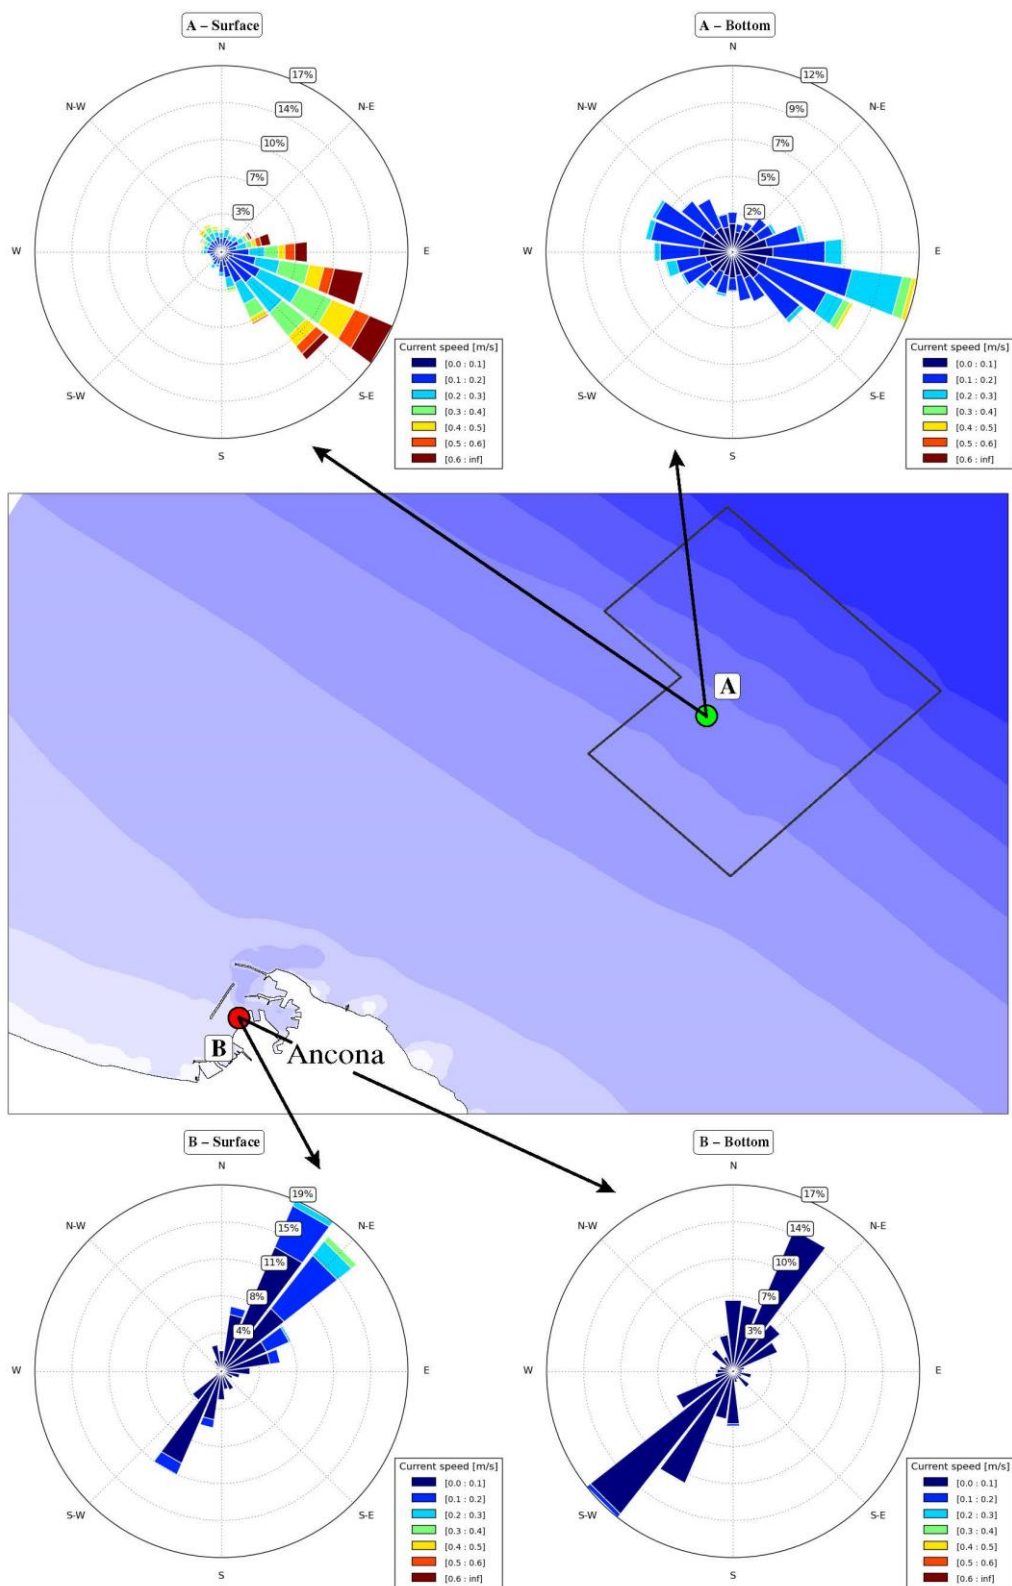 A – Surface
N
17%
N-W
N-E
14%
10%
7%
3%
W
E
S-W
S-E
S
Current speed [m/s]
[0.0 : 0.1]
[0.1 : 0.2]
[0.2 : 0.3]
[0.3 : 0.4]
[0.4 : 0.5]
[0.5 : 0.6]
[0.6 : inf]
A – Bottom
N
12%
N-W
N-E
9%
7%
5%
2%
W
E
S-W
S-E
S
Current speed [m/s]
[0.0 : 0.1]
[0.1 : 0.2]
[0.2 : 0.3]
[0.3 : 0.4]
[0.4 : 0.5]
[0.5 : 0.6]
[0.6 : inf]
A
B
Ancona
B – Surface
N
19%
N-W
N-E
15%
11%
8%
4%
W
E
S-W
S-E
S
Current speed [m/s]
[0.0 : 0.1]
[0.1 : 0.2]
[0.2 : 0.3]
[0.3 : 0.4]
[0.4 : 0.5]
[0.5 : 0.6]
[0.6 : inf]
B – Bottom
N
17%
N-W
N-E
14%
10%
7%
3%
W
E
S-W
S-E
S
Current speed [m/s]
[0.0 : 0.1]
[0.1 : 0.2]
[0.2 : 0.3]
[0.3 : 0.4]
[0.4 : 0.5]
[0.5 : 0.6]
[0.6 : inf]